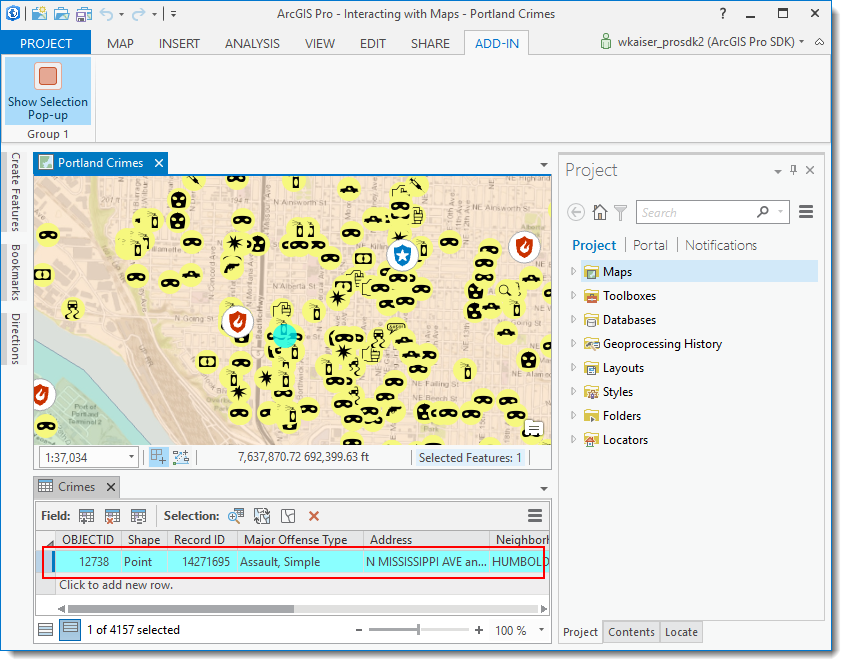 ArcGIS Pro - Interacting with Maps - Portland Crimes
PROJECT MAP INSERT ANALYSIS VIEW EDIT SHARE ADD-IN
wkaiser_prosdk2 (ArcGIS Pro SDK)
Show Selection
Pop-up
Group 1
Create Features
Bookmarks
Directions
Portland Crimes
1:37,034
7,637,870.72 692,399.63 ft
Selected Features: 1
Crimes
Field:
Selection:
OBJECTID Shape Record ID Major Offense Type Address Neighborh
12738 Point 14271695 Assault, Simple N MISSISSIPPI AVE an... HUMBOLD
Click to add new row.
1 of 4157 selected
100 %
Project
Search
Project Portal Notifications
Maps
Toolboxes
Databases
Geoprocessing History
Layouts
Styles
Folders
Locators
Project Contents Locate